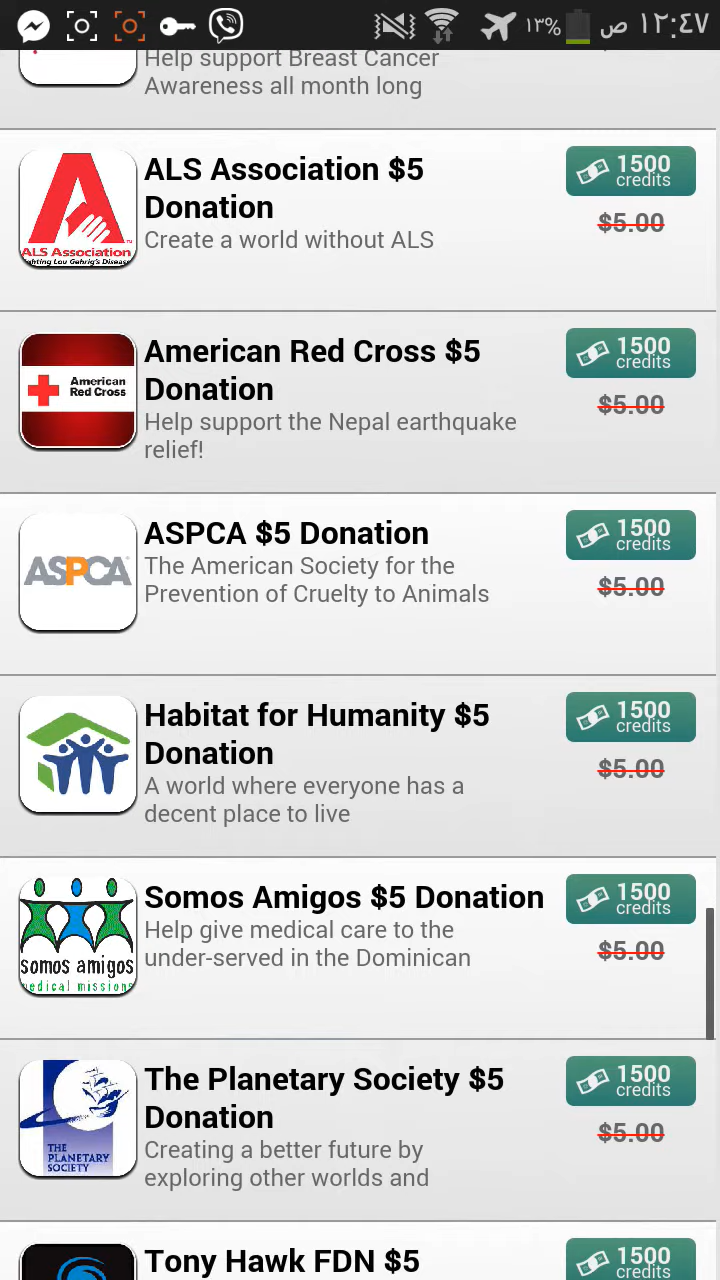 ١٣%
١٢:٤٧ ص
Help support Breast Cancer
Awareness all month long
ALS Association $5
Donation
Create a world without ALS
1500
credits
$5.00
ALS Association
American Red Cross $5
Donation
Help support the Nepal earthquake
relief!
1500
credits
$5.00
American
Red Cross
ASPCA $5 Donation
The American Society for the
Prevention of Cruelty to Animals
1500
credits
$5.00
ASPCA
Habitat for Humanity $5
Donation
A world where everyone has a
decent place to live
1500
credits
$5.00
Somos Amigos $5 Donation
Help give medical care to the
under-served in the Dominican
1500
credits
$5.00
somos amigos
medical missions
The Planetary Society $5
Donation
Creating a better future by
exploring other worlds and
1500
credits
$5.00
THE
PLANETARY
SOCIETY
Tony Hawk FDN $5
1500
credits